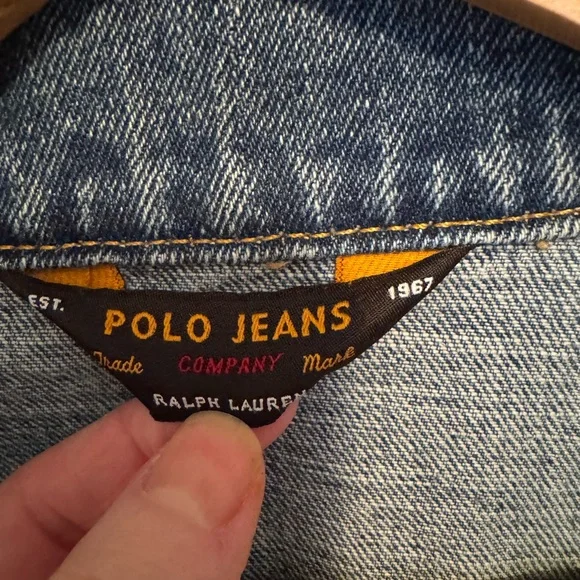 EST. 1967
POLO JEANS
Trade COMPANY Mark
RALPH LAUREN